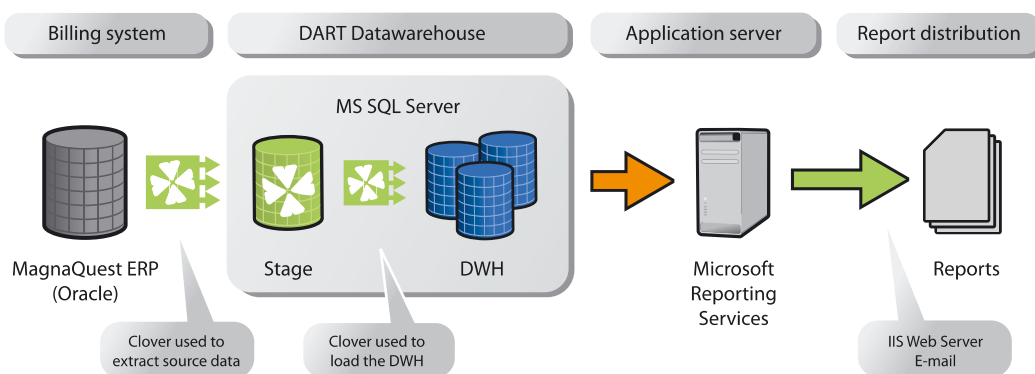 Billing system
DART Datawarehouse
Application server
Report distribution
MS SQL Server
MagnaQuest ERP
(Oracle)
Stage
DWH
Microsoft
Reporting
Services
Reports
Clover used to
extract source data
Clover used to
load the DWH
IIS Web Server
E-mail